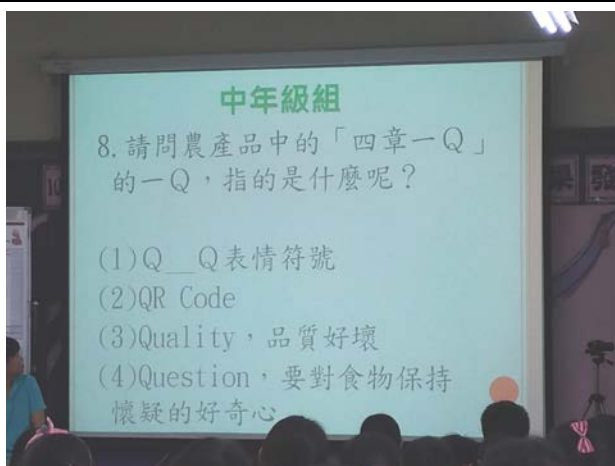 中年級組
8.請問農產品中的「四章一Q」
的一Q，指的是什麼呢？
(1)Q__Q表情符號
(2)QR Code
(3)Quality，品質好壞
(4)Question，要對食物保持
懷疑的好奇心